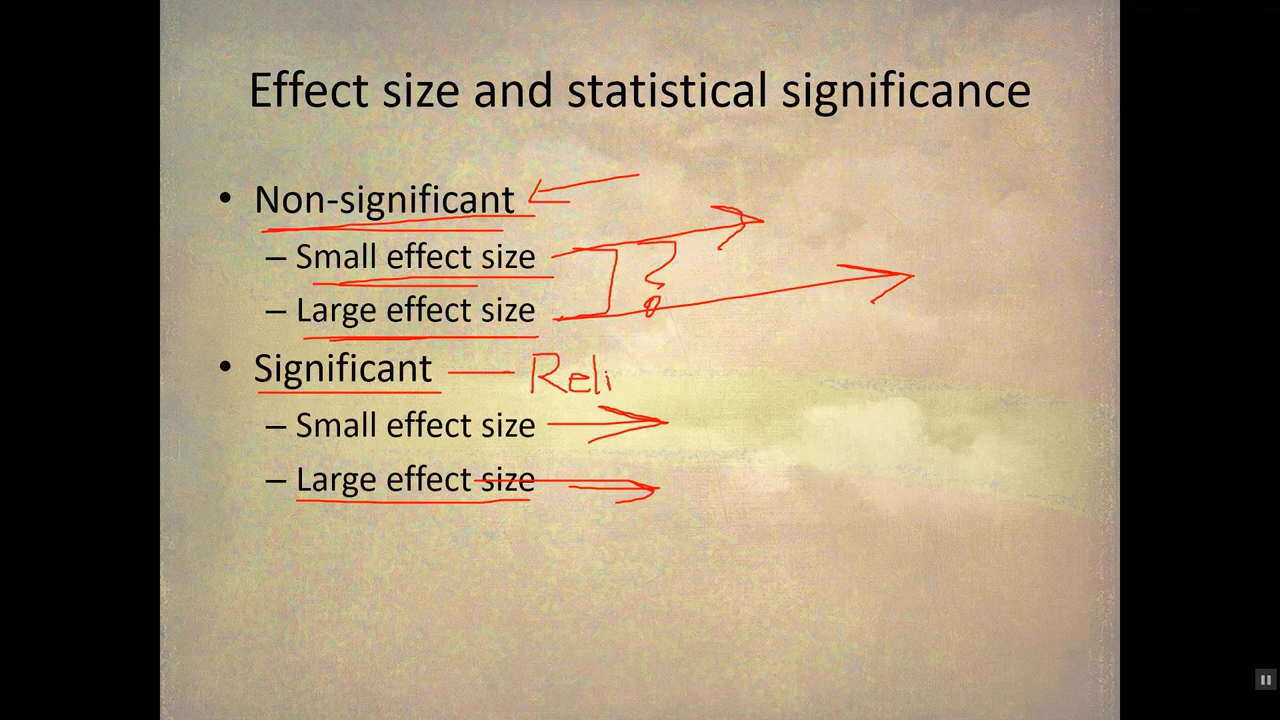 Effect size and statistical significance
• Non-significant
– Small effect size
– Large effect size ?
• Significant — Reli
– Small effect size
– Large effect size